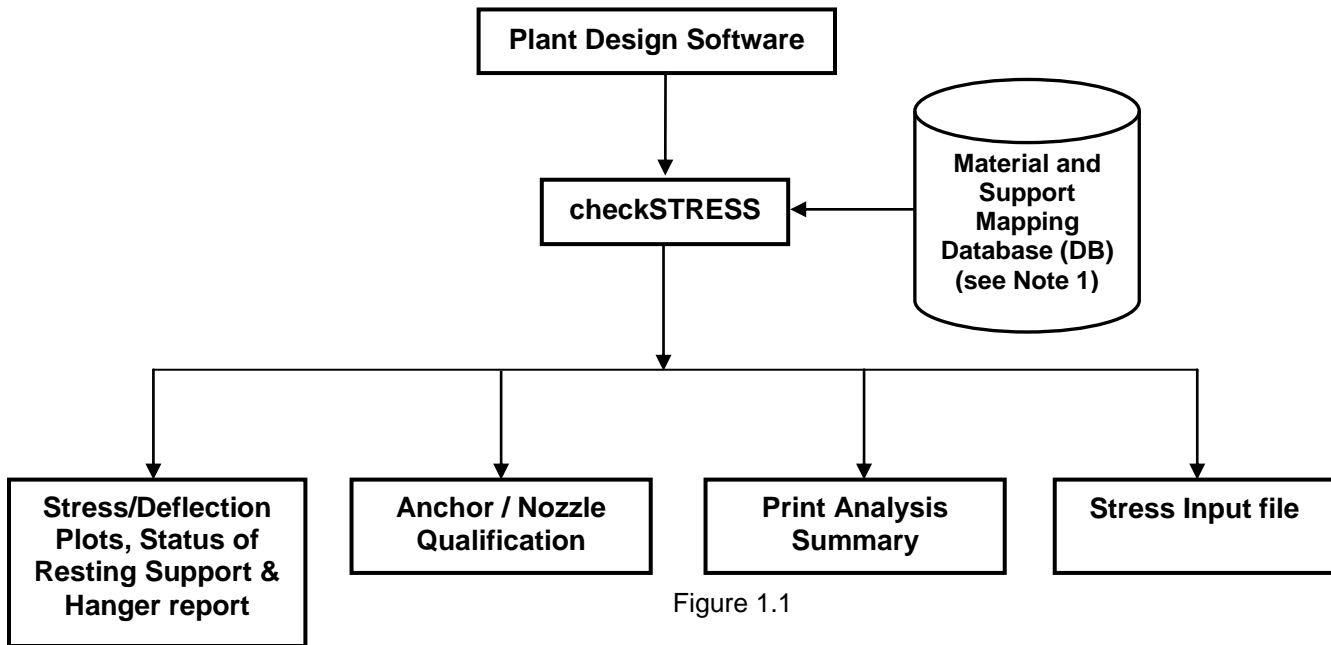 Plant Design Software
Material and
Support
Mapping
Database (DB)
(see Note 1)
checkSTRESS
Stress/Deflection
Plots, Status of
Resting Support &
Hanger report
Anchor / Nozzle
Qualification
Print Analysis
Summary
Stress Input file
Figure 1.1